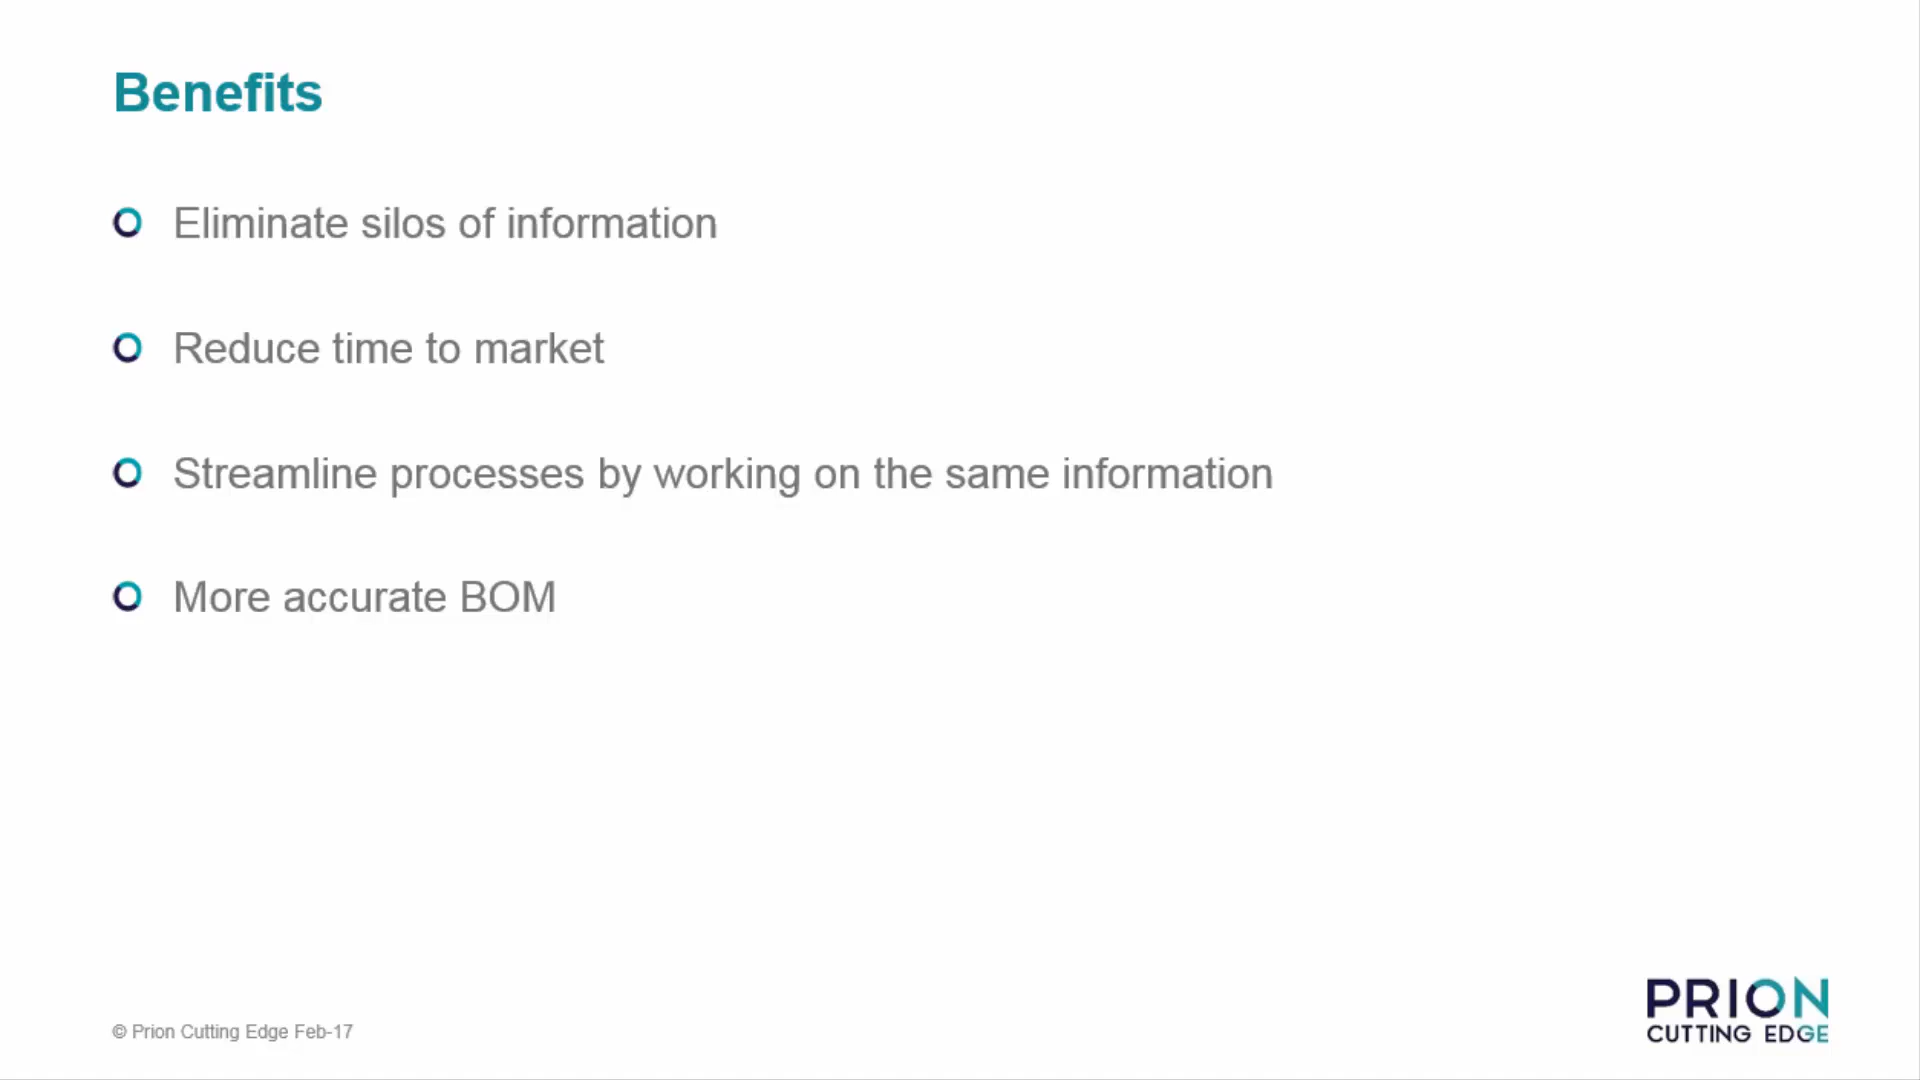 Benefits
Eliminate silos of information
Reduce time to market
Streamline processes by working on the same information
More accurate BOM
© Prion Cutting Edge Feb-17
PRION
CUTTING EDGE